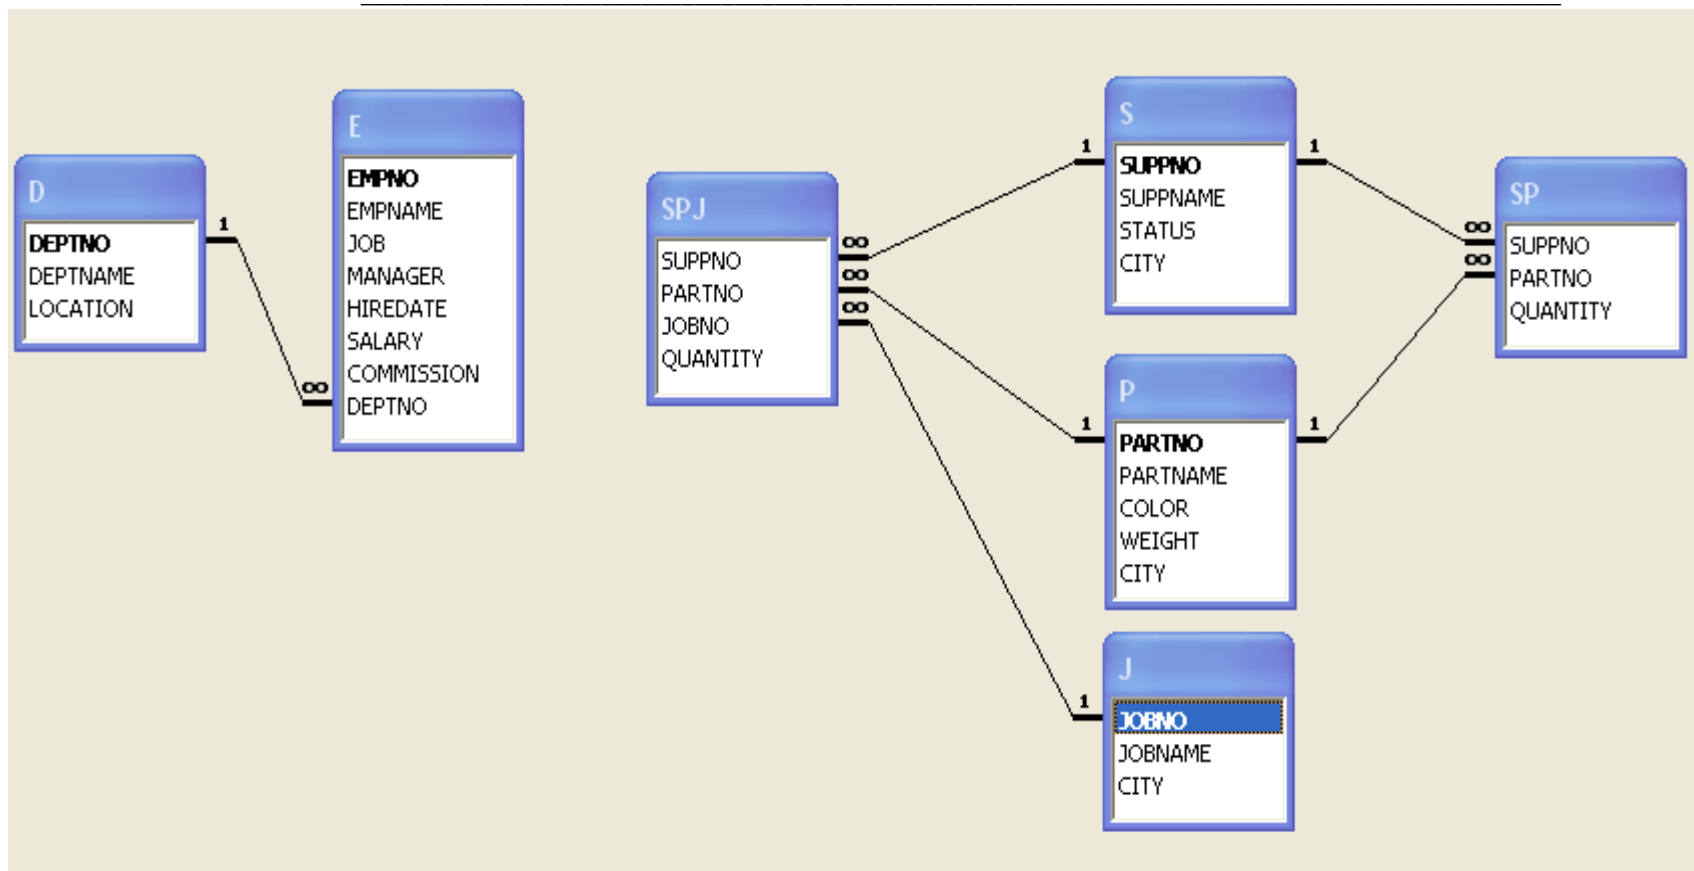 D
DEPTNO
DEPTNAME
LOCATION
1
∞
E
EMPNO
EMPNAME
JOB
MANAGER
HIREDATE
SALARY
COMMISSION
DEPTNO
SPJ
SUPPNO
PARTNO
JOBNO
QUANTITY
∞
∞
∞
1
S
SUPPNO
SUPPNAME
STATUS
CITY
1
1
P
PARTNO
PARTNAME
COLOR
WEIGHT
CITY
1
1
J
JOBNO
JOBNAME
CITY
∞
∞
SP
SUPPNO
PARTNO
QUANTITY